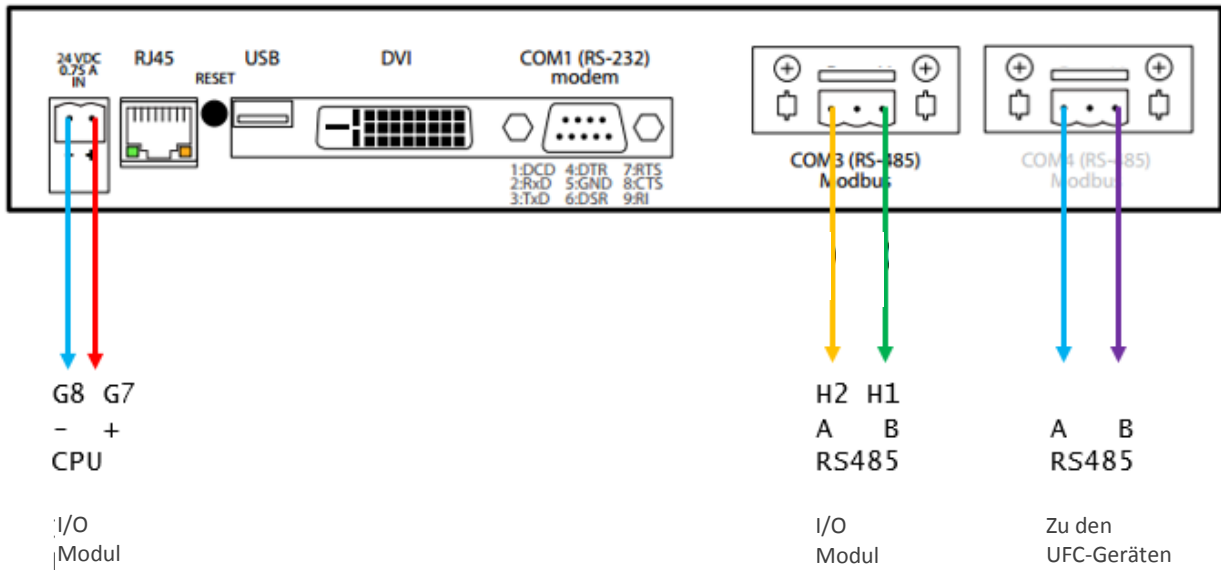 24 VDC
0.75 A
IN
RJ45
RESET
USB
DVI
COM1 (RS-232)
modem
1:DCD 4:DTR 7:RTS
2:RxD 5:GND 8:CTS
3:TxD 6:DSR 9:RI
- +
COM3 (RS-485)
Modbus
COM4 (RS-485)
Modbus
G8 G7
- +
CPU
I/O
Modul
H2 H1
A B
RS485
I/O
Modul
A B
RS485
Zu den
UFC-Geräten